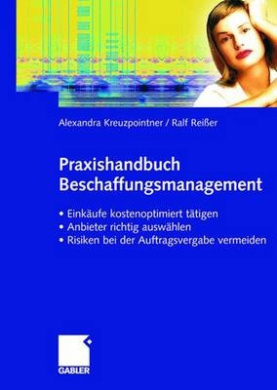 Alexandra Kreuzpointner / Ralf Reißer
Praxishandbuch
Beschaffungsmanagement
• Einkäufe kostenoptimiert tätigen
• Anbieter richtig auswählen
• Risiken bei der Auftragsvergabe vermeiden
GABLER